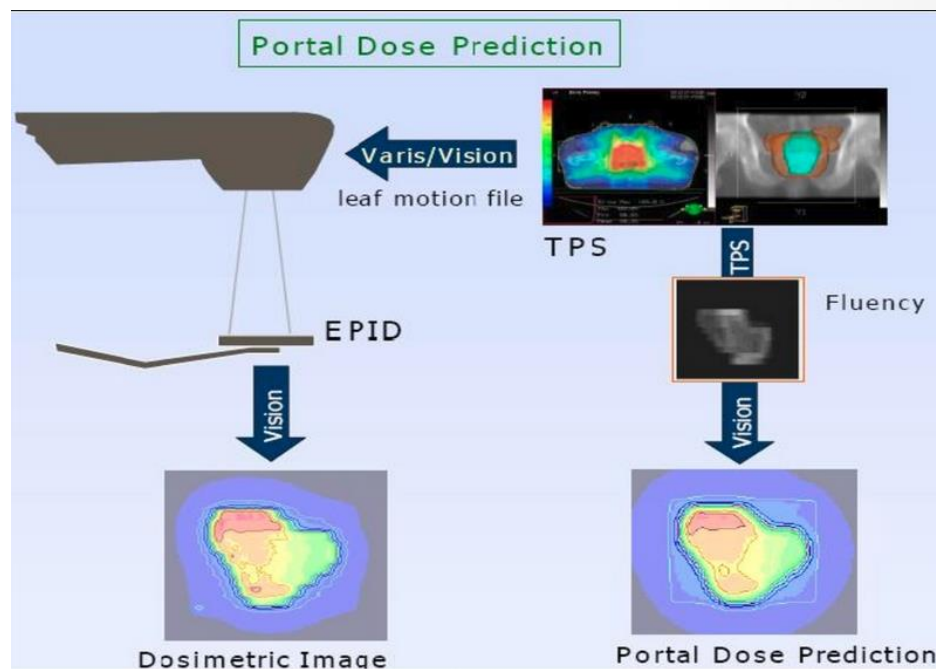 Portal Dose Prediction
Varis/Vision
leaf motion file
TPS
TPS
Fluency
EPID
Vision
Vision
Dosimetric Image
Portal Dose Prediction